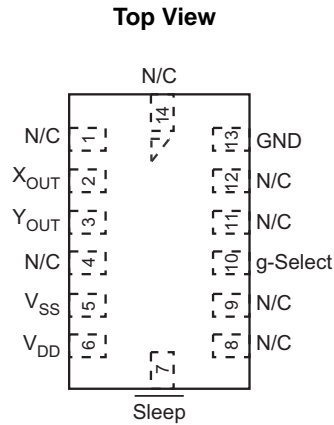 Top View
N/C
14
N/C 1 13 GND
XOUT 2 12 N/C
YOUT 3 11 N/C
N/C 4 10 g-Select
VSS 5 9 N/C
VDD 6 8 N/C
7
Sleep